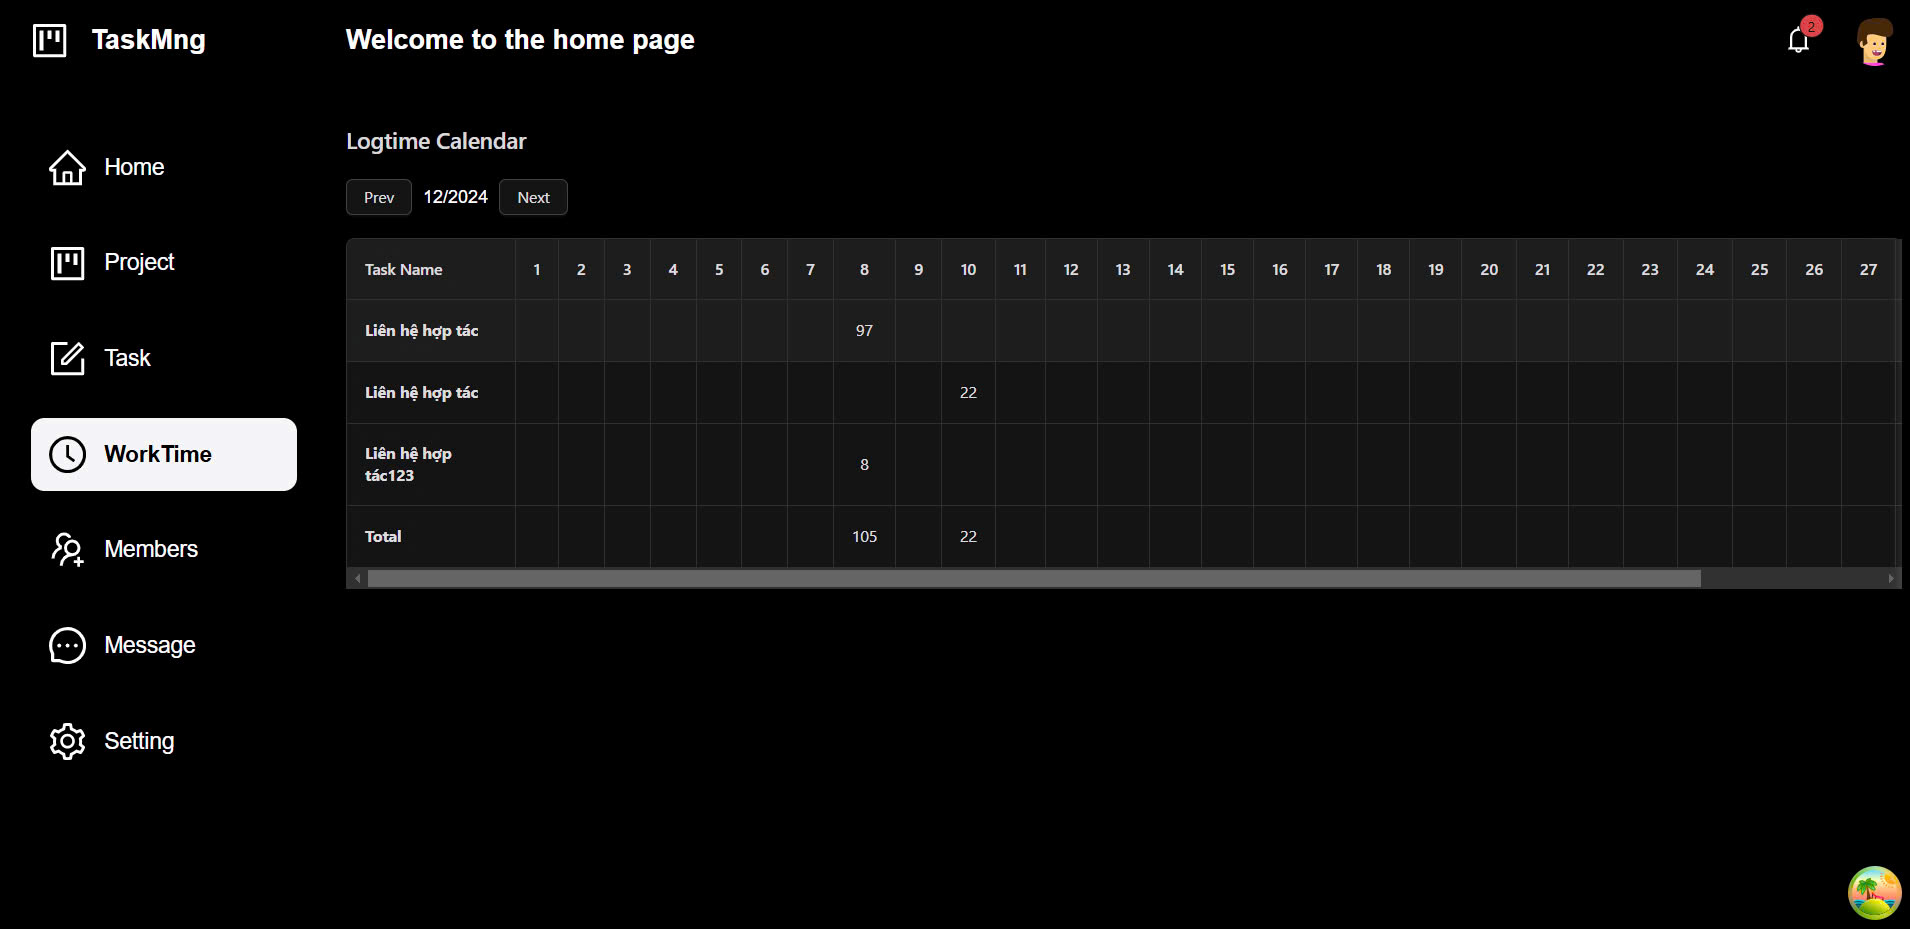 TaskMng
Welcome to the home page
2
Home
Project
Task
WorkTime
Members
Message
Setting
Logtime Calendar
Prev 12/2024 Next
Task Name 1 2 3 4 5 6 7 8 9 10 11 12 13 14 15 16 17 18 19 20 21 22 23 24 25 26 27
Liên hệ hợp tác 97
Liên hệ hợp tác 22
Liên hệ hợp
tác123 8
Total 105 22